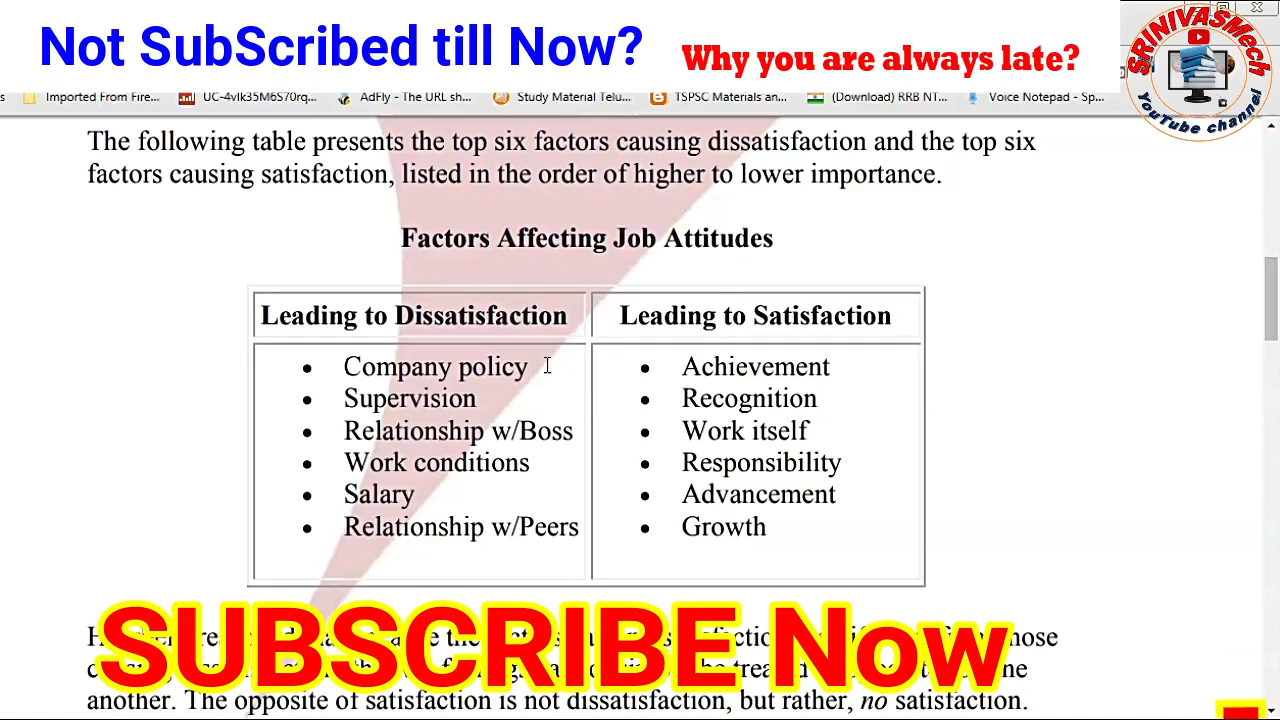 Not SubScribed till Now?
Why you are always late?
SRINIVASMech
YouTube channel
Imported From Fire...
UC-4vlk35M6S70rq...
AdFly - The URL sh...
Study Material Telu...
TSPSC Materials an...
(Download) RRB NT...
Voice Notepad - Sp...
The following table presents the top six factors causing dissatisfaction and the top six
factors causing satisfaction, listed in the order of higher to lower importance.
Factors Affecting Job Attitudes
Leading to Dissatisfaction
Company policy
Supervision
Relationship w/Boss
Work conditions
Salary
Relationship w/Peers
Leading to Satisfaction
Achievement
Recognition
Work itself
Responsibility
Advancement
Growth
SUBSCRIBE Now
another. The opposite of satisfaction is not dissatisfaction, but rather, no satisfaction.